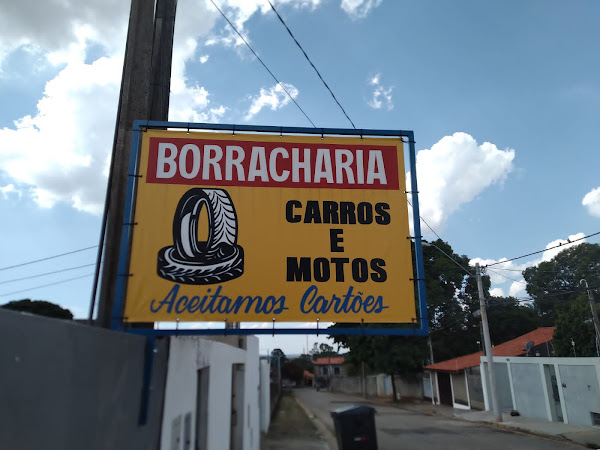 BORRACHARIA
CARROS
E
MOTOS
Aceitamos Cartões